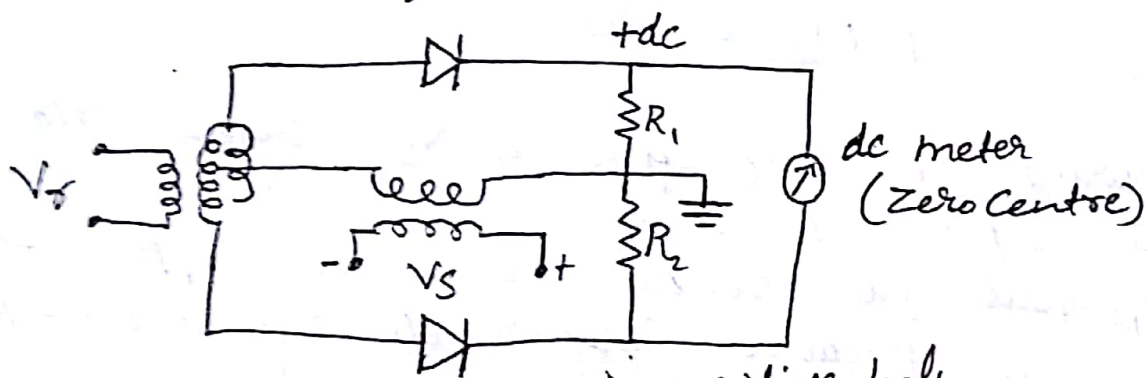 +dc
R₁
dc meter
(Zero Centre)
Vr
R₂
- Vs +